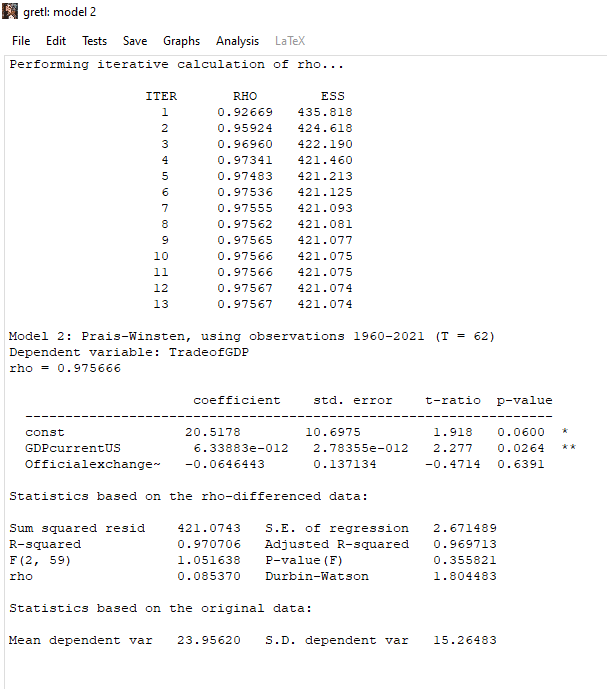 gretl: model 2
File Edit Tests Save Graphs Analysis LaTeX
Performing iterative calculation of rho...
ITER RHO ESS
1 0.92669 435.818
2 0.95924 424.618
3 0.96960 422.190
4 0.97341 421.460
5 0.97483 421.213
6 0.97536 421.125
7 0.97555 421.093
8 0.97562 421.081
9 0.97565 421.077
10 0.97566 421.075
11 0.97566 421.075
12 0.97567 421.074
13 0.97567 421.074
Model 2: Prais-Winsten, using observations 1960-2021 (T = 62)
Dependent variable: TradeofGDP
rho = 0.975666
coefficient std. error t-ratio p-value
----------------------------------------------------------------
const 20.5178 10.6975 1.918 0.0600 *
GDPcurrentUS 6.33883e-012 2.78355e-012 2.277 0.0264 **
Officialexchange~ -0.0646443 0.137134 -0.4714 0.6391
Statistics based on the rho-differenced data:
Sum squared resid 421.0743 S.E. of regression 2.671489
R-squared 0.970706 Adjusted R-squared 0.969713
F(2, 59) 1.051638 P-value(F) 0.355821
rho 0.085370 Durbin-Watson 1.804483
Statistics based on the original data:
Mean dependent var 23.95620 S.D. dependent var 15.26483